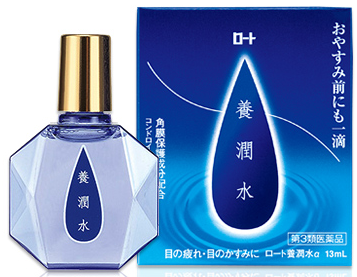 ロート
おやすみ前にも一滴
養潤水
角膜保護成分配合
コンドロイ
第3類医薬品
目の疲れ・目のかすみに ロート養潤水α 13mL
養潤水